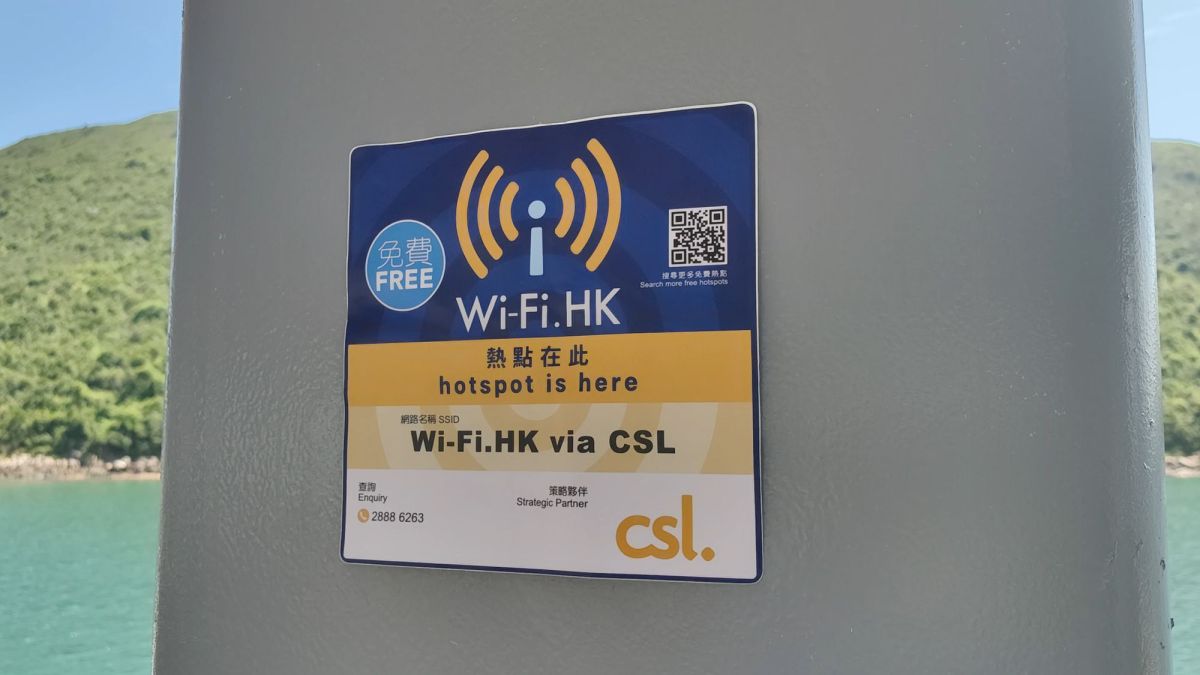 免費
FREE
Wi-Fi.HK
搜尋更多免費熱點
Search more free hotspots
熱點在此
hotspot is here
網路名稱 SSID
Wi-Fi.HK via CSL
查詢
Enquiry
2888 6263
策略夥伴
Strategic Partner
csl.